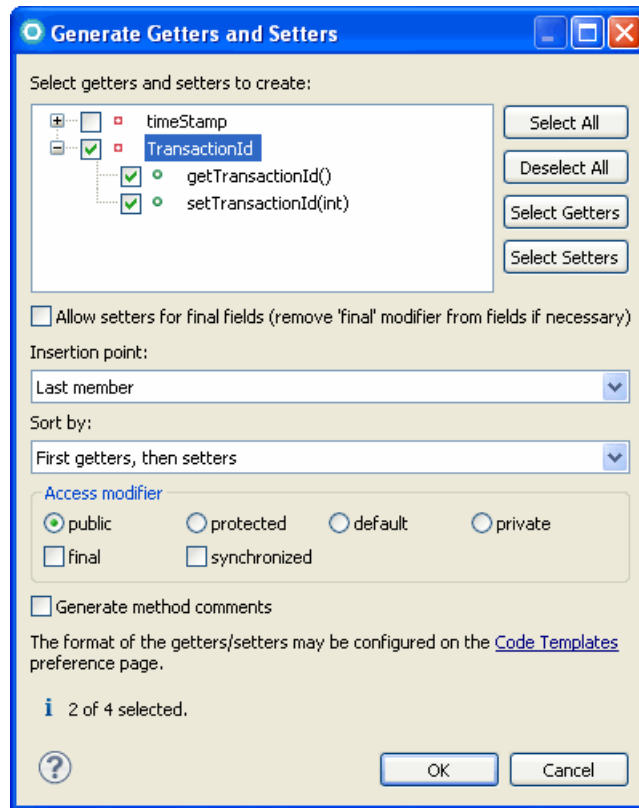 Generate Getters and Setters
Select getters and setters to create:
timeStamp
TransactionId
getTransactionId()
setTransactionId(int)
Select All
Deselect All
Select Getters
Select Setters
Allow setters for final fields (remove 'final' modifier from fields if necessary)
Insertion point:
Last member
Sort by:
First getters, then setters
Access modifier
public protected default private
final synchronized
Generate method comments
The format of the getters/setters may be configured on the Code Templates
preference page.
i 2 of 4 selected.
? OK Cancel